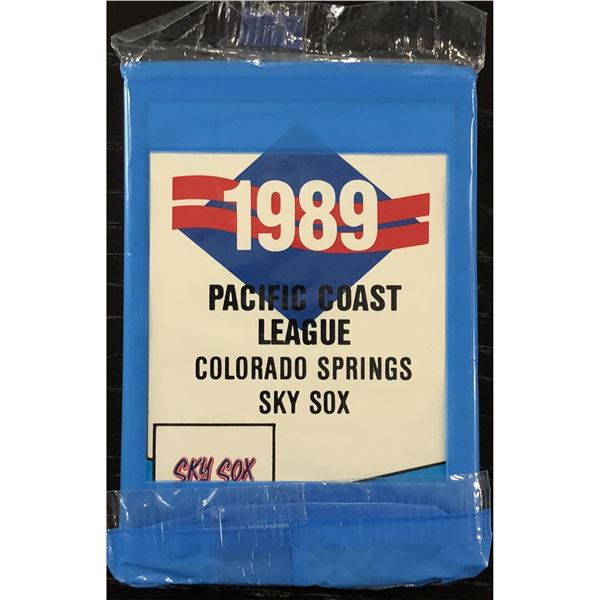 1989
PACIFIC COAST
LEAGUE
COLORADO SPRINGS
SKY SOX
SKY SOX